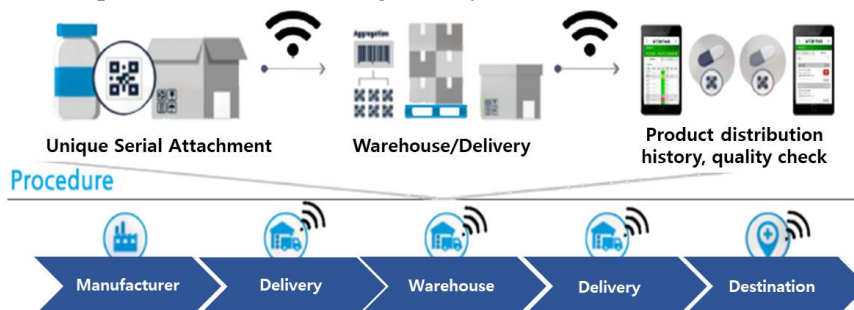 Aggregation
Unique Serial Attachment
Warehouse/Delivery
Product distribution
history, quality check
Procedure
Manufacturer
Delivery
Warehouse
Delivery
Destination